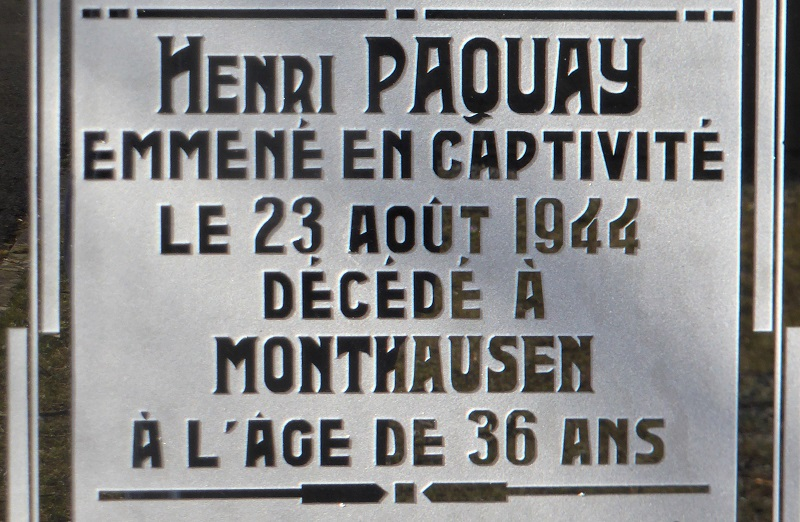 Henri PAQUAY
EMMENÉ EN CAPTIVITÉ
LE 23 AOÛT 1944
DÉCÉDÉ À
MONTHAUSEN
À L'ÂGE DE 36 ANS